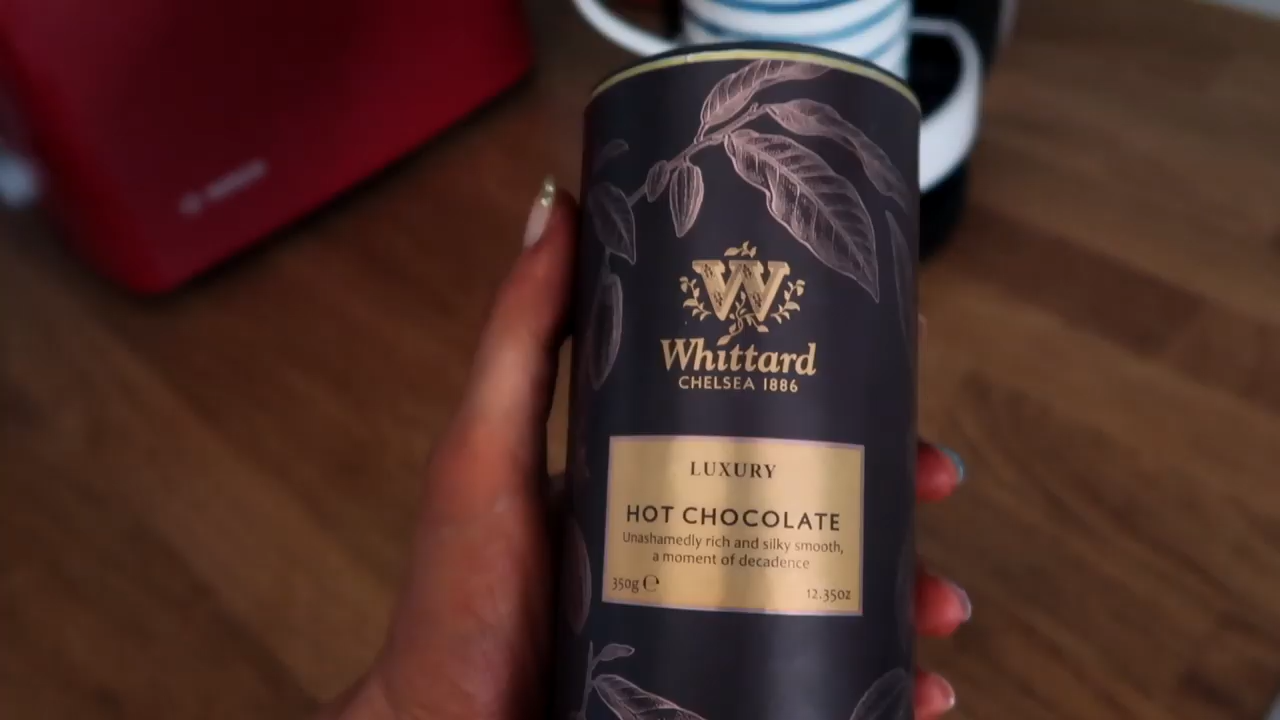 W
Whittard
CHELSEA 1886
LUXURY
HOT CHOCOLATE
Unashamedly rich and silky smooth,
a moment of decadence
350g ℮
12.35oz